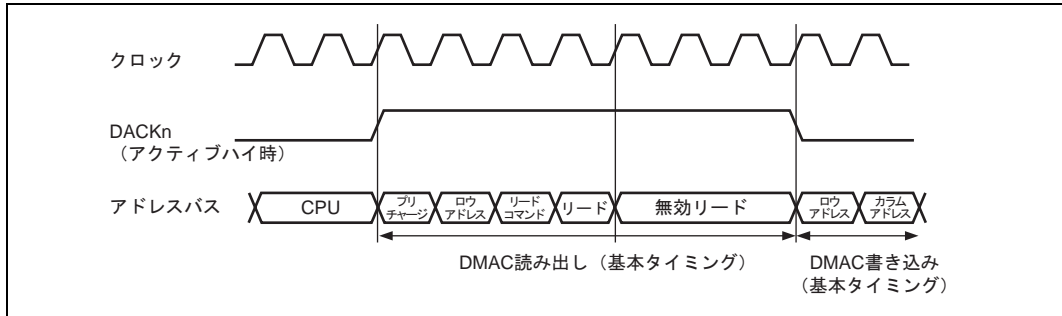 クロック
DACKn
（アクティブハイ時）
アドレスバス
CPU
プリ
チャージ
ロウ
アドレス
リード
コマンド
リード
無効リード
ロウ
アドレス
カラム
アドレス
DMAC読み出し（基本タイミング）
DMAC書き込み
（基本タイミング）